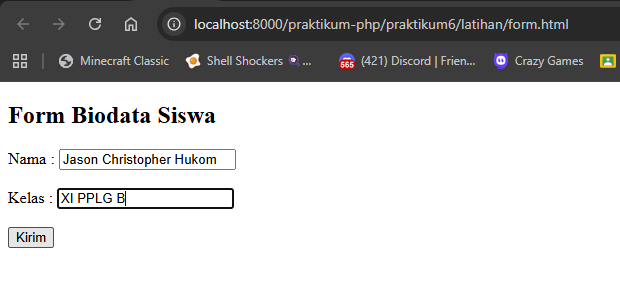 localhost:8000/praktikum-php/praktikum6/latihan/form.html
Minecraft Classic Shell Shockers ... 565 (421) Discord | Frien... Crazy Games
Form Biodata Siswa
Nama : Jason Christopher Hukom
Kelas : XI PPLG B
Kirim